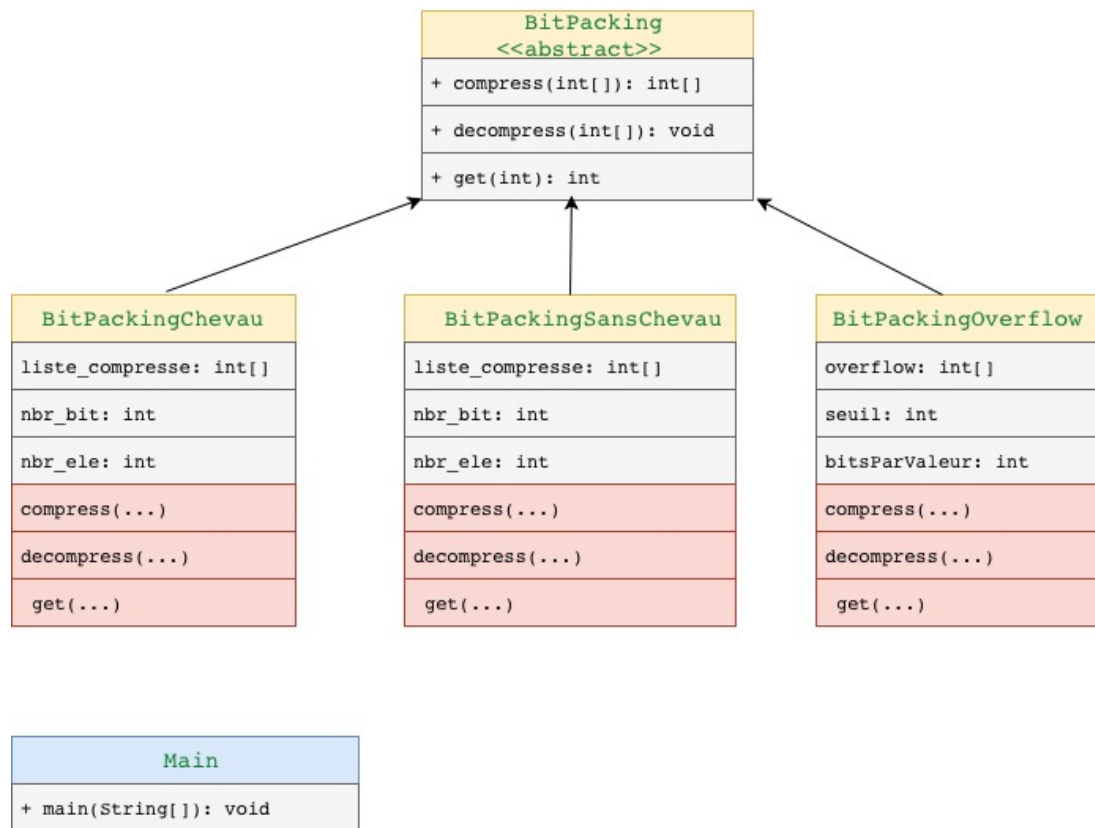 BitPacking
<<abstract>>
+ compress(int[]): int[]
+ decompress(int[]): void
+ get(int): int
BitPackingChevau
liste_compresse: int[]
nbr_bit: int
nbr_ele: int
compress(...)
decompress(...)
get(...)
BitPackingSansChevau
liste_compresse: int[]
nbr_bit: int
nbr_ele: int
compress(...)
decompress(...)
get(...)
BitPackingOverflow
overflow: int[]
seuil: int
bitsParValeur: int
compress(...)
decompress(...)
get(...)
Main
+ main(String[]): void